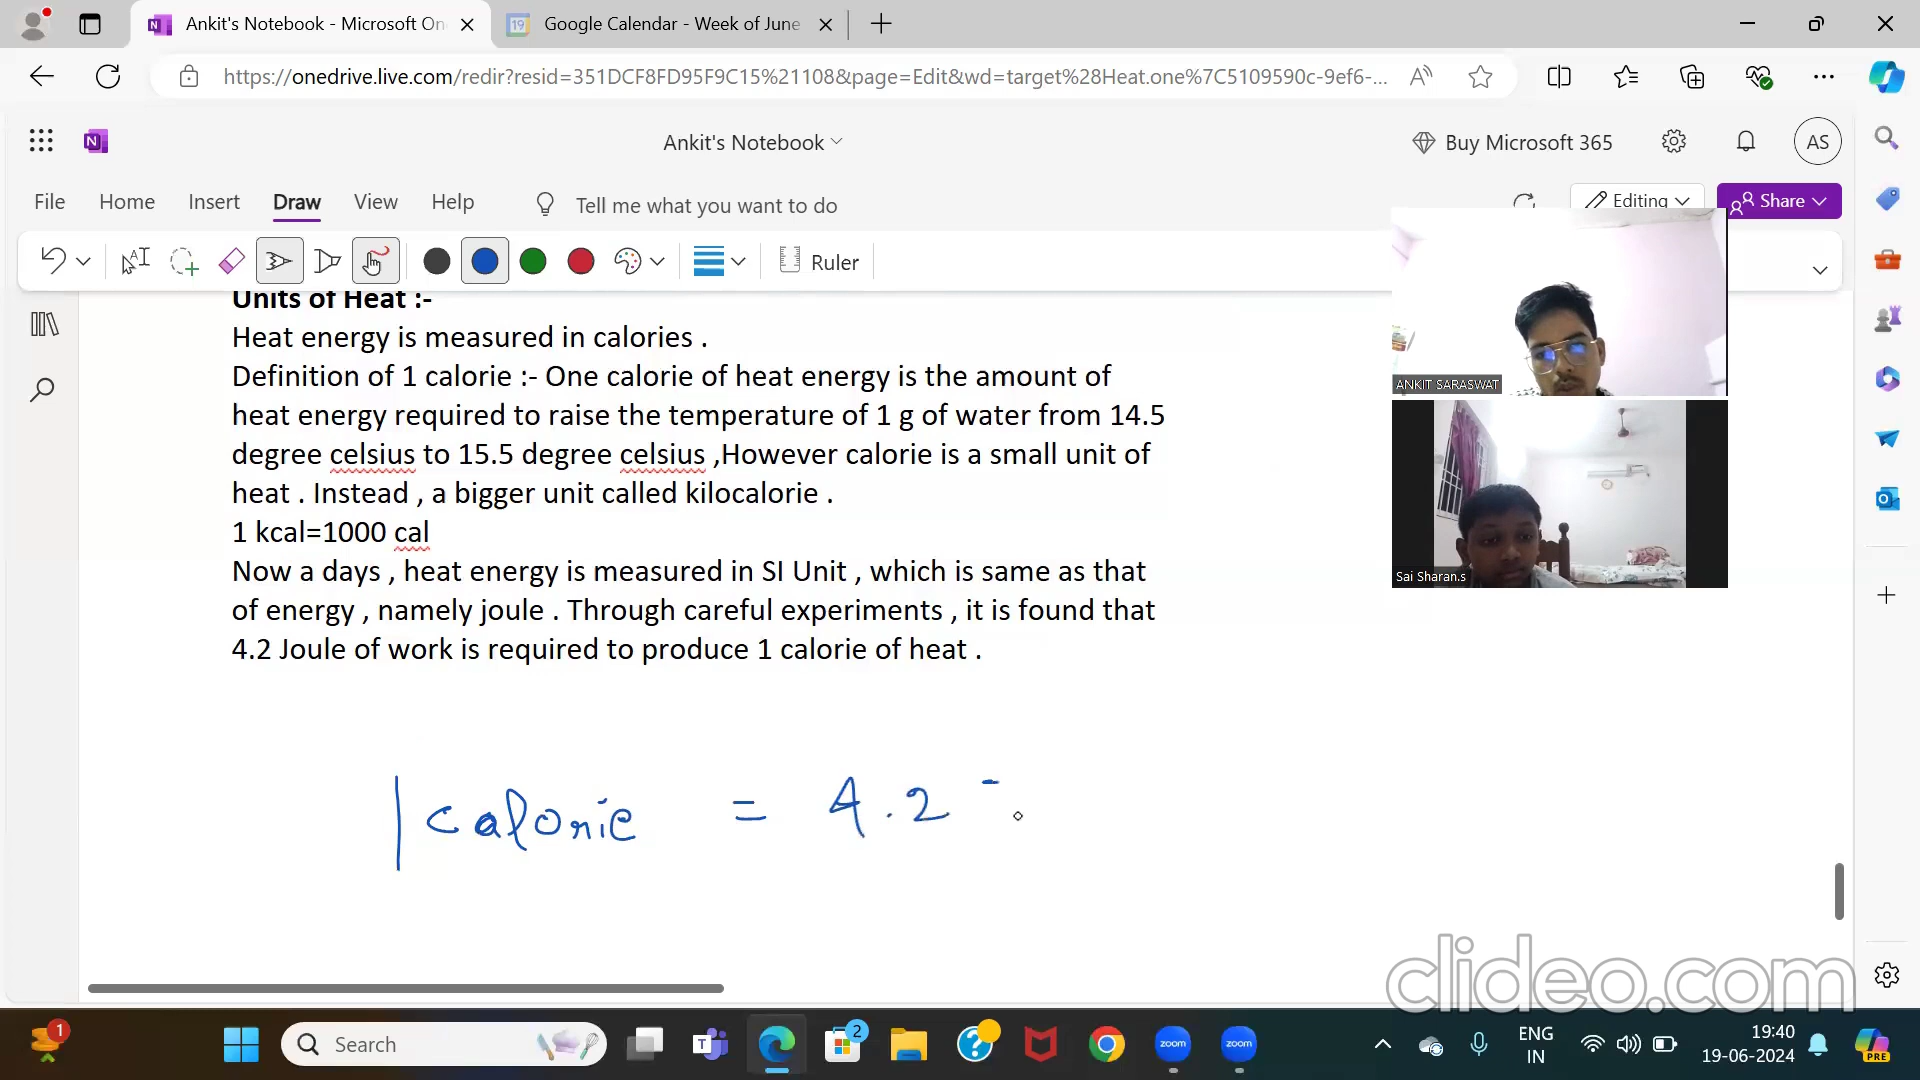 Ankit's Notebook - Microsoft On
Google Calendar - Week of June
https://onedrive.live.com/redir?resid=351DCF8FD95F9C15%21108&page=Edit&wd=target%28Heat.one%7C5109590c-9ef6-...
Ankit's Notebook
Buy Microsoft 365
AS
File Home Insert Draw View Help Tell me what you want to do
Editing Share
Ruler
Units of Heat :-
Heat energy is measured in calories .
Definition of 1 calorie :- One calorie of heat energy is the amount of
heat energy required to raise the temperature of 1 g of water from 14.5
degree celsius to 15.5 degree celsius ,However calorie is a small unit of
heat . Instead , a bigger unit called kilocalorie .
1 kcal=1000 cal
Now a days , heat energy is measured in SI Unit , which is same as that
of energy , namely joule . Through careful experiments , it is found that
4.2 Joule of work is required to produce 1 calorie of heat .
1 calorie = 4.2
ANKIT SARASWAT
Sai Sharan.s
clideo.com
1
Search
2
zoom
zoom
ENG
IN
19:40
19-06-2024
PRE